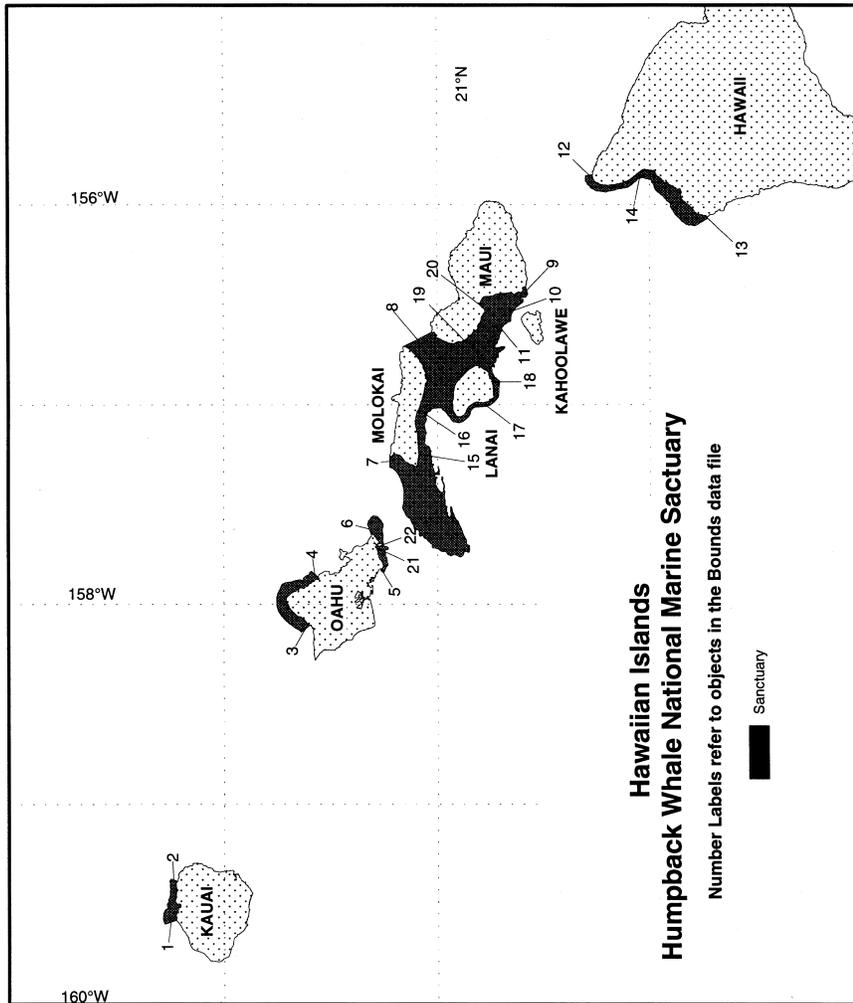 160°W
158°W
156°W
21°N
1
2
KAUAI
3
4
OAHU
5
6
21
22
7
8
MOLOKAI
15
16
LANAI
17
18
19
20
MAUI
9
10
11
KAHOOLAWE
12
14
13
HAWAII
Hawaiian Islands
Humpback Whale National Marine Sactuary
Number Labels refer to objects in the Bounds data file
Sanctuary